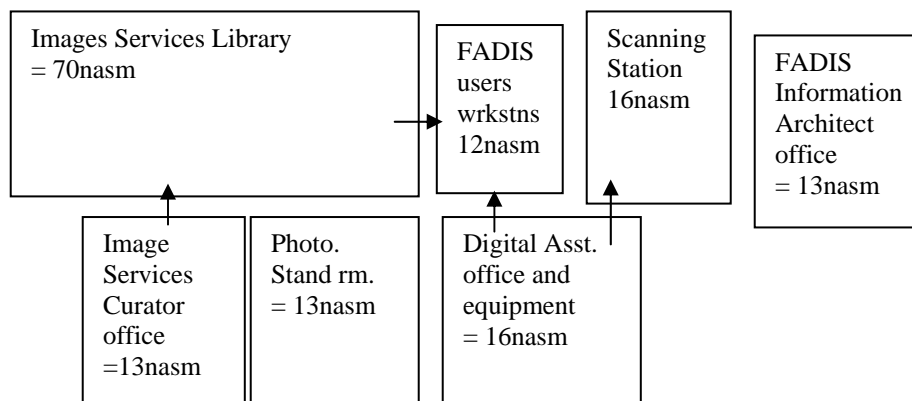 Images Services Library
= 70nasm
FADIS
users
wrkstns
12nasm
Scanning
Station
16nasm
FADIS
Information
Architect
office
= 13nasm
Image
Services
Curator
office
=13nasm
Photo.
Stand rm.
= 13nasm
Digital Asst.
office and
equipment
= 16nasm